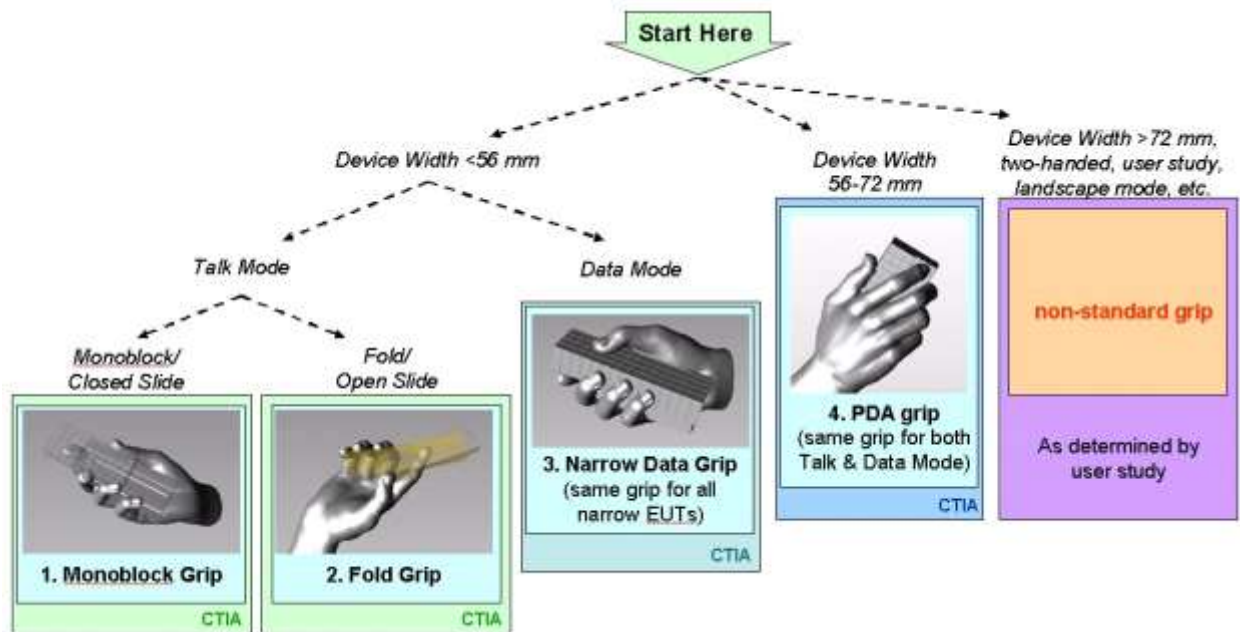 Start Here
Device Width <56 mm
Device Width
56-72 mm
Device Width >72 mm,
two-handed, user study,
landscape mode, etc.
Talk Mode
Data Mode
Monoblock/
Closed Slide
Fold/
Open Slide
1. Monoblock Grip
CTIA
2. Fold Grip
CTIA
3. Narrow Data Grip
(same grip for all
narrow EUTs)
CTIA
4. PDA grip
(same grip for both
Talk & Data Mode)
CTIA
non-standard grip
As determined by
user study